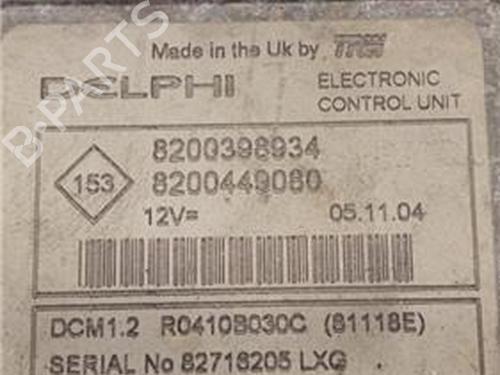 B-PARTS
Made in the Uk by TRW
DELPHI
ELECTRONIC
CONTROL UNIT
153
8200398934
8200449080
12V=
05.11.04
DCM1.2 R0410B030C (81118E)
SERIAL No 82716205 LXG